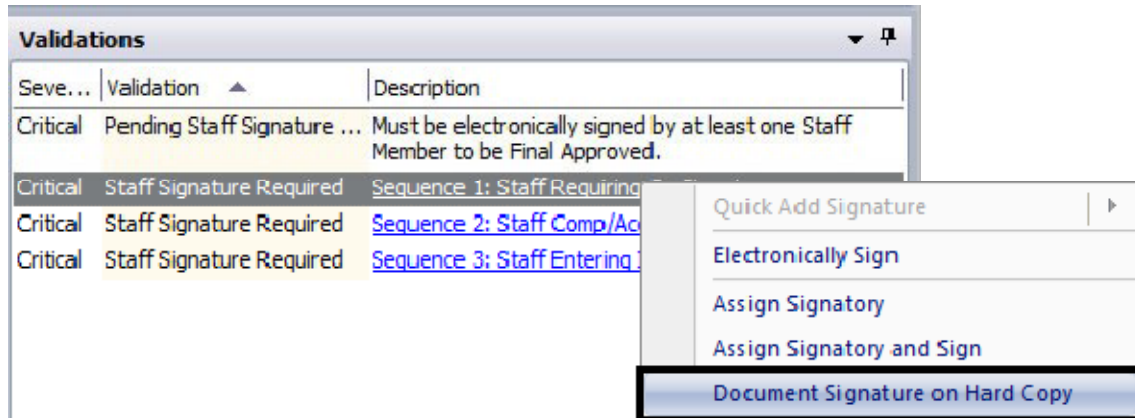 Validations
Seve... Validation Description
Critical Pending Staff Signature ... Must be electronically signed by at least one Staff
Member to be Final Approved.
Critical Staff Signature Required Sequence 1: Staff Requiring
Critical Staff Signature Required Sequence 2: Staff Comp/Ac
Critical Staff Signature Required Sequence 3: Staff Entering
Quick Add Signature
Electronically Sign
Assign Signatory
Assign Signatory and Sign
Document Signature on Hard Copy